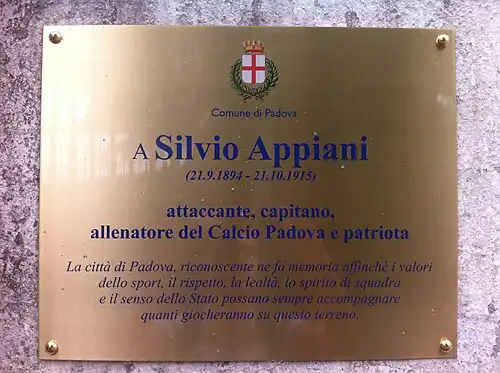 Comune di Padova
A Silvio Appiani
(21.9.1894 - 21.10.1915)
attaccante, capitano,
allenatore del Calcio Padova e patriota
La città di Padova, riconoscente ne fa memoria affinché i valori
dello sport, il rispetto, la lealtà, lo spirito di squadra
e il senso dello Stato possano sempre accompagnare
quanti giocheranno su questo terreno.